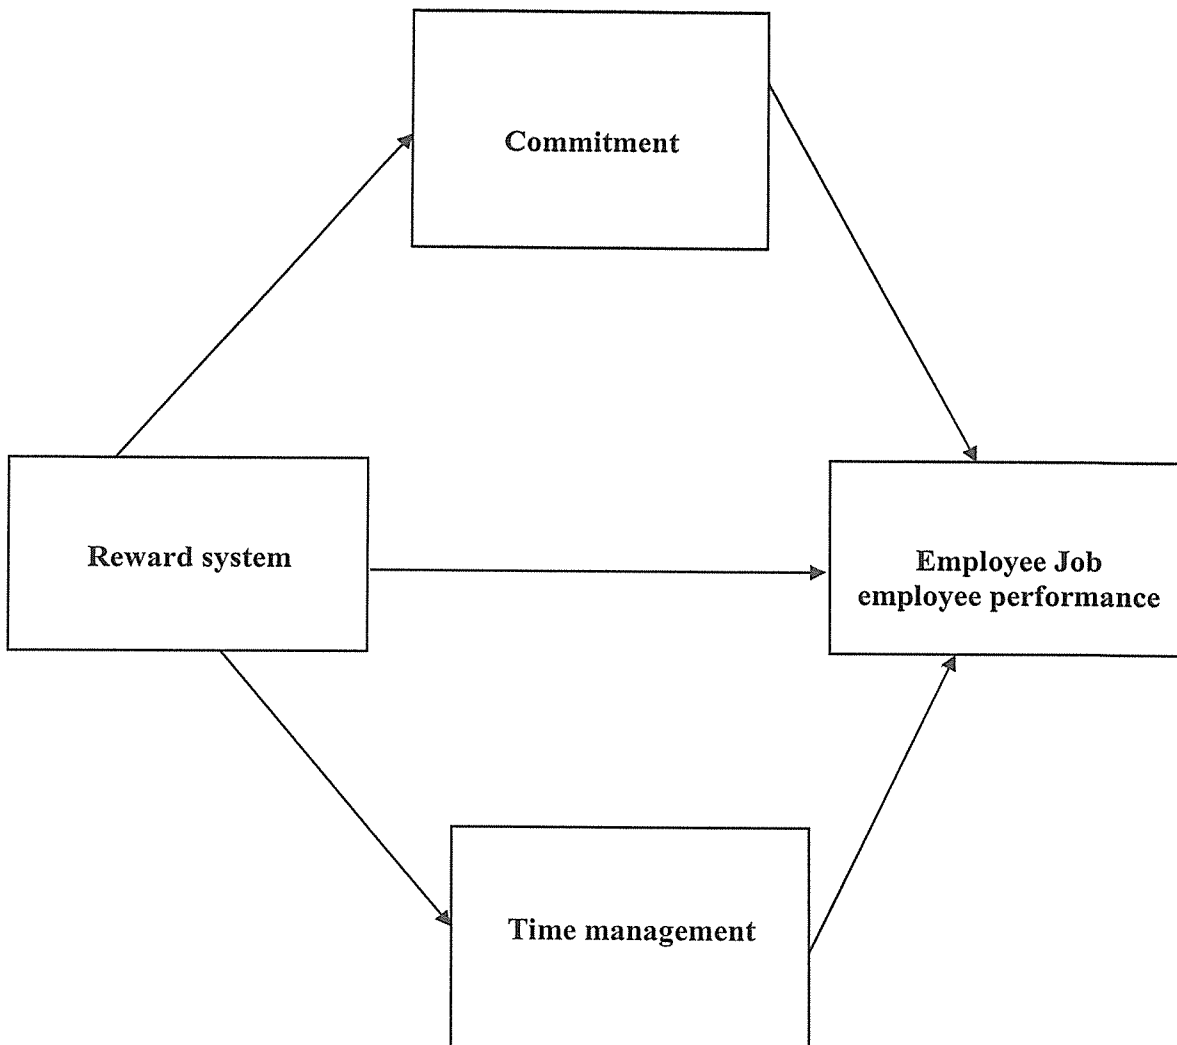 Commitment
Reward system
Employee Job
employee performance
Time management